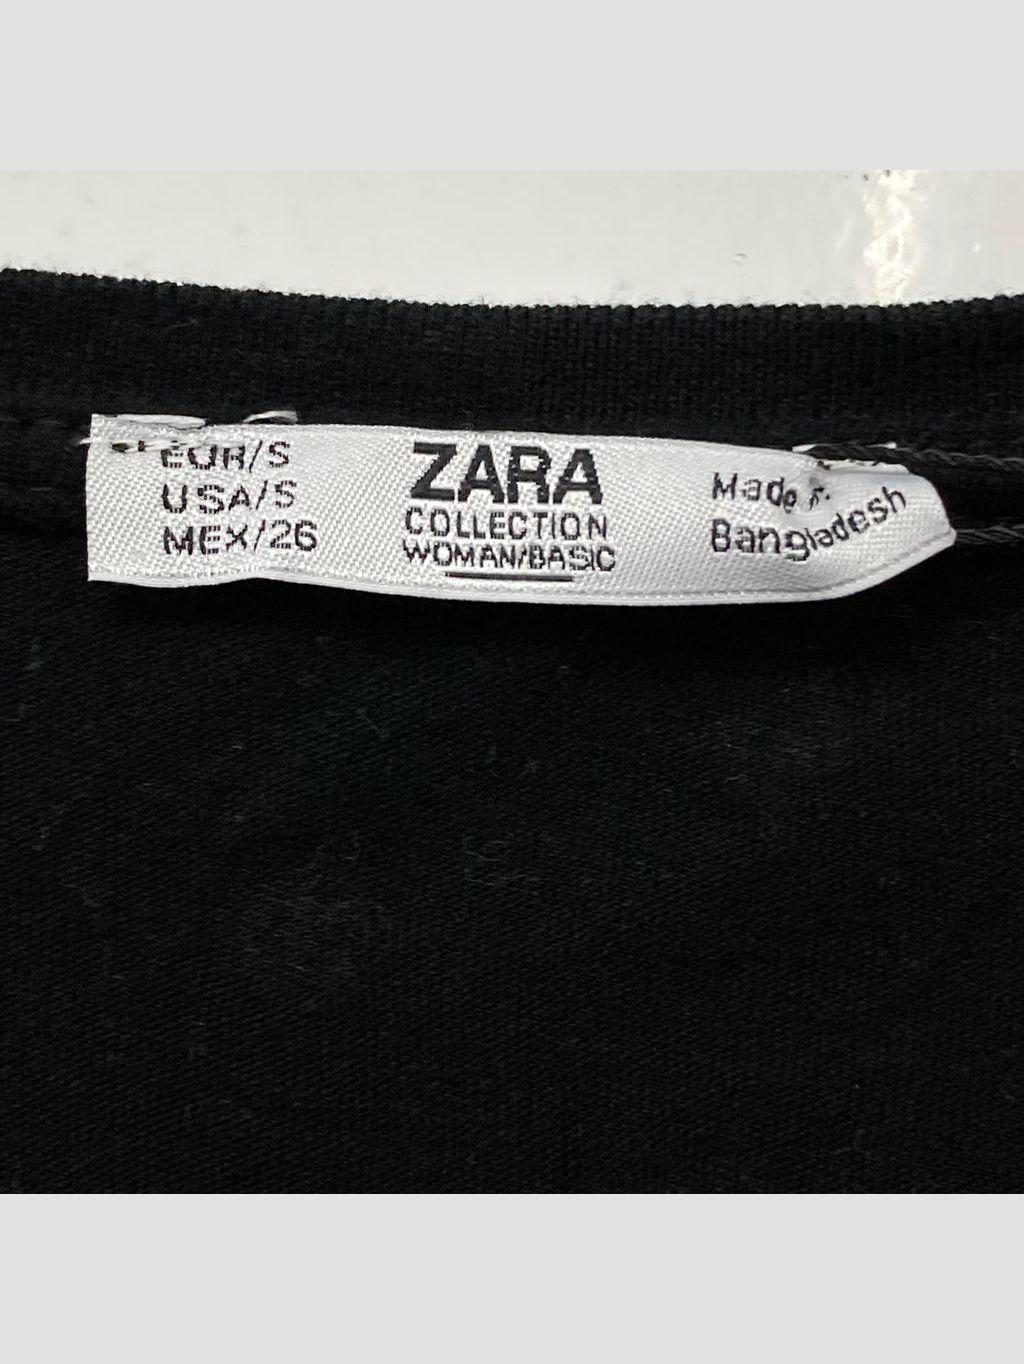 EUR/S
USA/S
MEX/26
ZARA
COLLECTION
WOMAN/BASIC
Made
Bangladesh